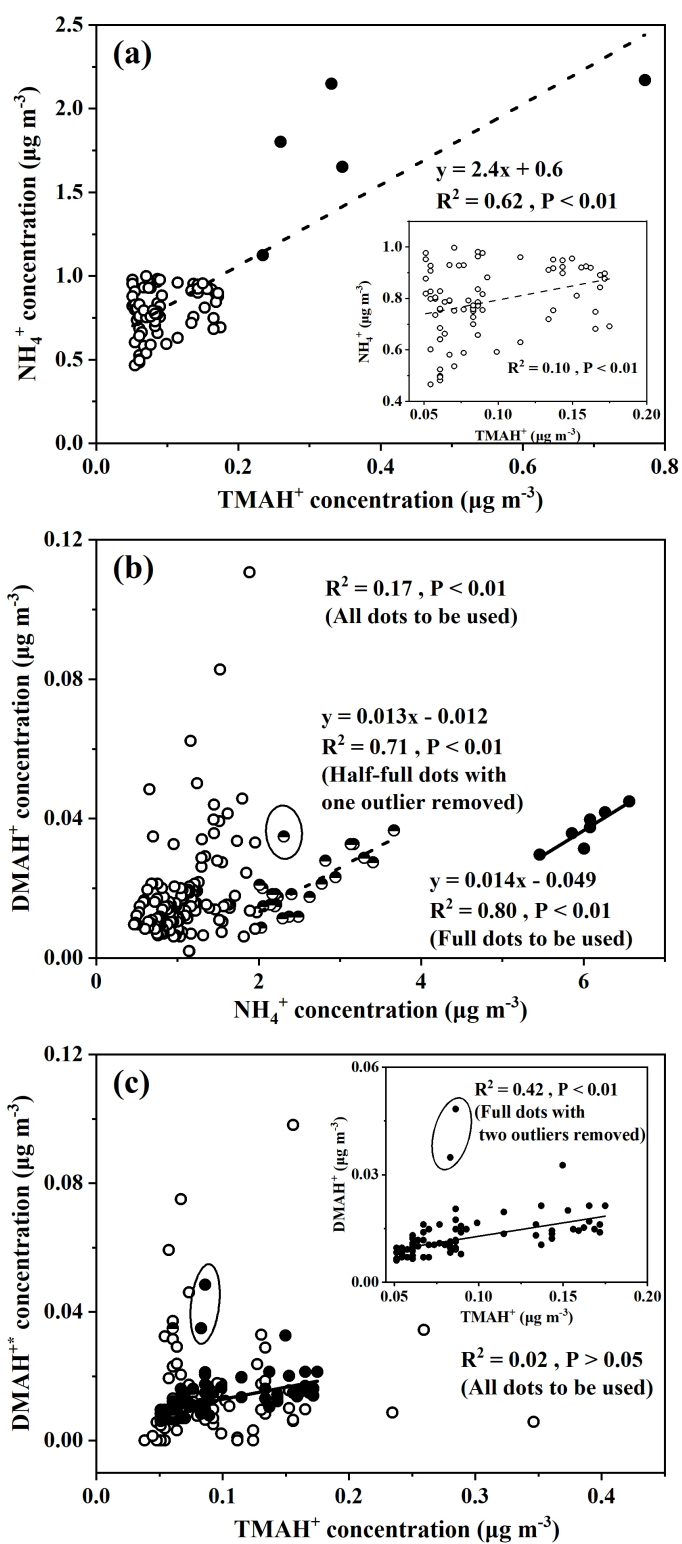 (a)
2.5
2.0
1.5
1.0
0.5
0.0
NH₄⁺ concentration (μg m⁻³)
y = 2.4x + 0.6
R² = 0.62 , P < 0.01
1.0
0.8
0.6
0.4
NH₄⁺ (μg m⁻³)
R² = 0.10 , P < 0.01
0.05 0.10 0.15 0.20
TMAH⁺ (μg m⁻³)
0.0 0.2 0.4 0.6 0.8
TMAH⁺ concentration (μg m⁻³)
(b)
0.12
0.08
0.04
0.00
DMAH⁺ concentration (μg m⁻³)
R² = 0.17 , P < 0.01
(All dots to be used)
y = 0.013x - 0.012
R² = 0.71 , P < 0.01
(Half-full dots with
one outlier removed)
y = 0.014x - 0.049
R² = 0.80 , P < 0.01
(Full dots to be used)
0 2 4 6
NH₄⁺ concentration (μg m⁻³)
(c)
0.12
0.08
0.04
0.00
DMAH⁺* concentration (μg m⁻³)
0.06
0.03
0.00
DMAH⁺ (μg m⁻³)
R² = 0.42 , P < 0.01
(Full dots with
two outliers removed)
0.05 0.10 0.15 0.20
TMAH⁺ (μg m⁻³)
R² = 0.02 , P > 0.05
(All dots to be used)
0.0 0.1 0.2 0.3 0.4
TMAH⁺ concentration (μg m⁻³)